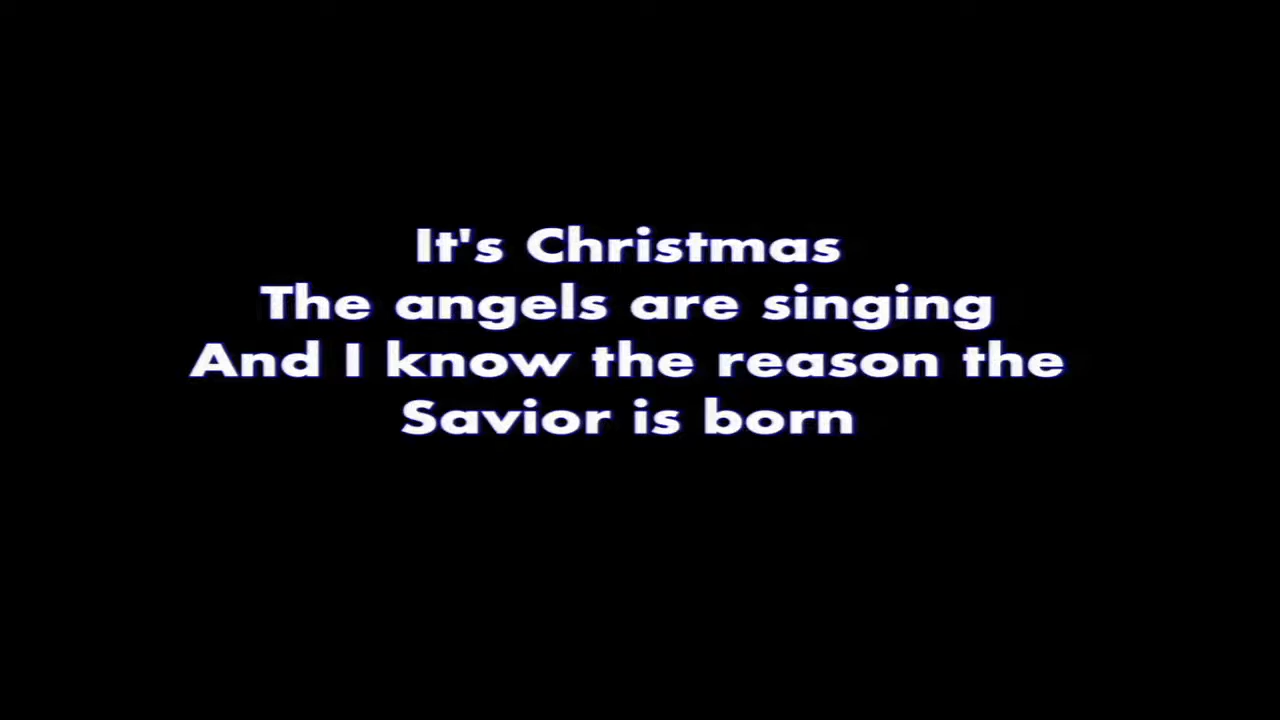 It's Christmas
The angels are singing
And I know the reason the
Savior is born